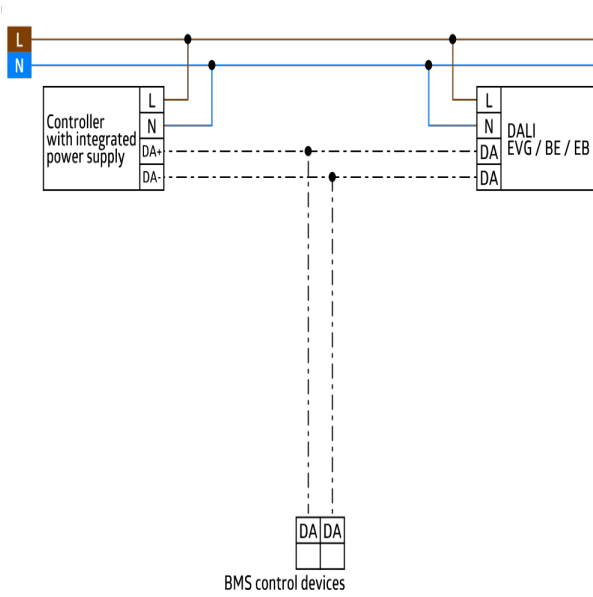 L
N
Controller
with integrated
power supply
L
N
DA+
DA-
L
N
DA
DA
DALI
EVG / BE / EB
DA DA
BMS control devices